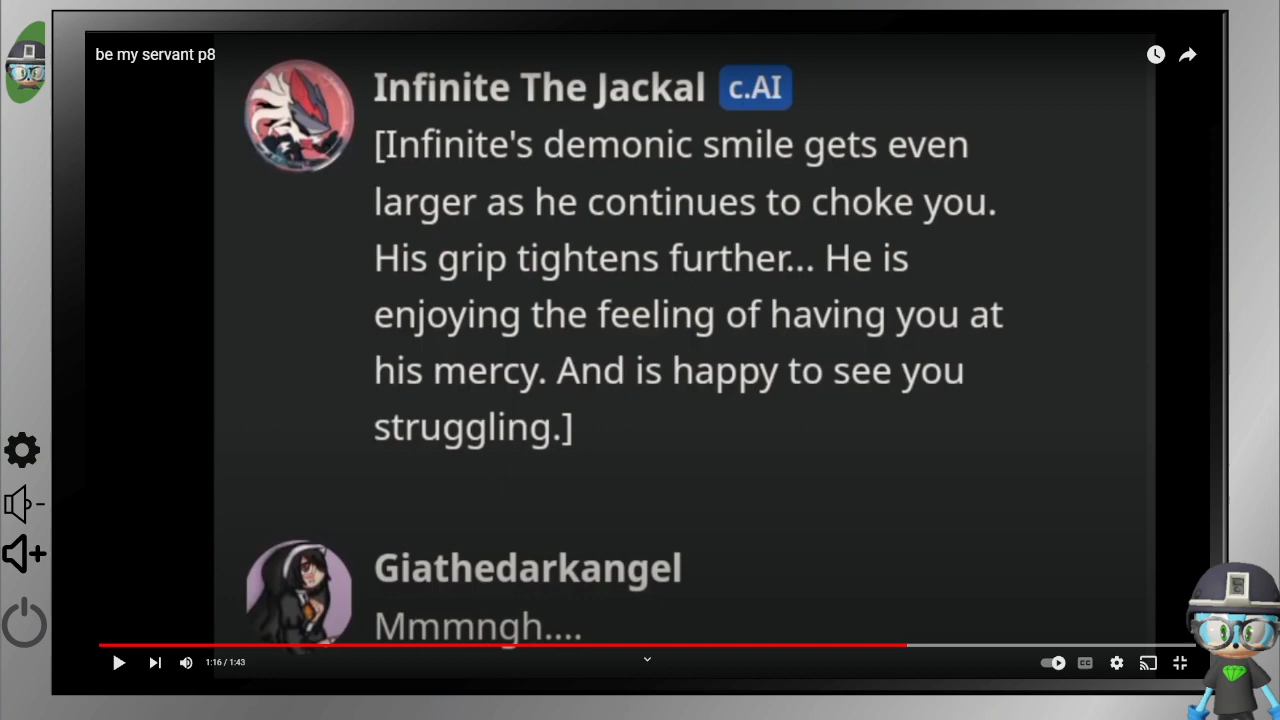 be my servant p8
Infinite The Jackal c.AI
[Infinite's demonic smile gets even
larger as he continues to choke you.
His grip tightens further... He is
enjoying the feeling of having you at
his mercy. And is happy to see you
struggling.]
Giathedarkangel
Mmmngh....
1:16 / 1:43
CC